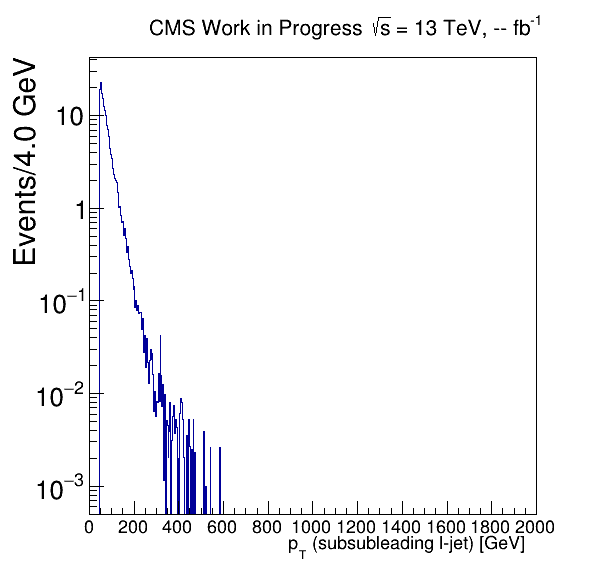 CMS Work in Progress √s = 13 TeV, -- fb⁻¹
Events/4.0 GeV
10
1
10⁻¹
10⁻²
10⁻³
0 200 400 600 800 1000 1200 1400 1600 1800 2000
p_T (subsubleading l-jet) [GeV]